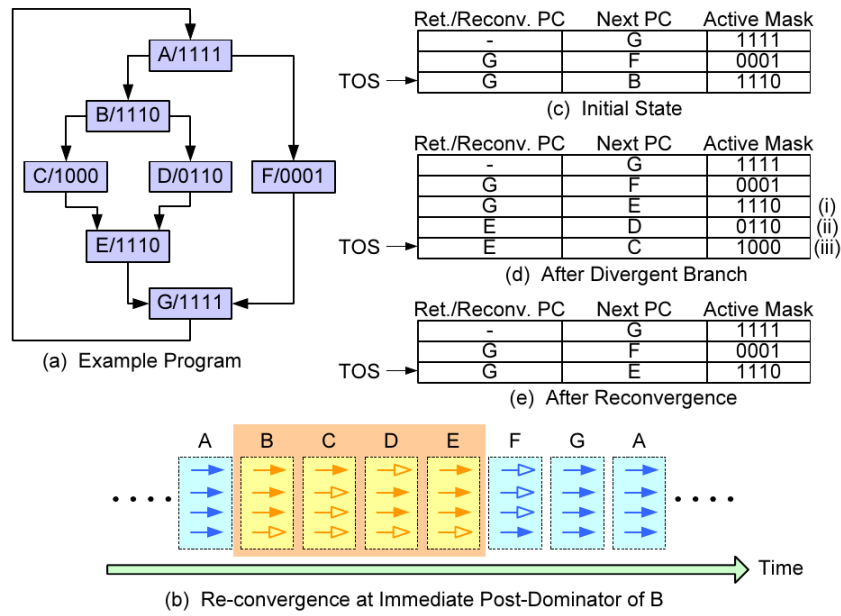 A/1111
B/1110
C/1000
D/0110
F/0001
E/1110
G/1111
(a) Example Program
Ret./Reconv. PC Next PC Active Mask
- G 1111
G F 0001
TOS G B 1110
(c) Initial State
Ret./Reconv. PC Next PC Active Mask
- G 1111
G F 0001
G E 1110 (i)
E D 0110 (ii)
TOS E C 1000 (iii)
(d) After Divergent Branch
Ret./Reconv. PC Next PC Active Mask
- G 1111
G F 0001
TOS G E 1110
(e) After Reconvergence
A B C D E F G A
Time
(b) Re-convergence at Immediate Post-Dominator of B